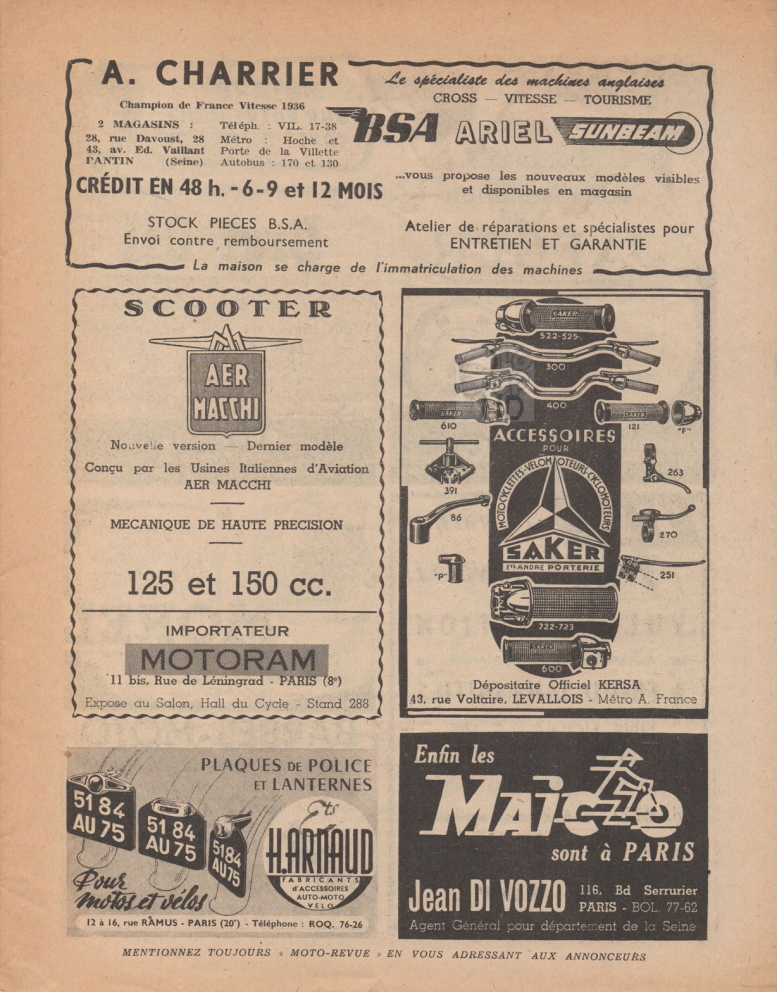 A. CHARRIER
Champion de France Vitesse 1936
2 MAGASINS :
28, rue Davoust, 28
43, av. Ed. Vaillant
PANTIN (Seine)
Téléph. : VIL. 17-38
Métro : Hoche et
Porte de la Villette
Autobus : 170 et 130
CRÉDIT EN 48 h. - 6-9 et 12 MOIS
STOCK PIECES B.S.A.
Envoi contre remboursement
Le spécialiste des machines anglaises
CROSS — VITESSE — TOURISME
BSA ARIEL SUNBEAM
...vous propose les nouveaux modèles visibles
et disponibles en magasin
Atelier de réparations et spécialistes pour
ENTRETIEN ET GARANTIE
La maison se charge de l'immatriculation des machines
SCOOTER
AER
MACCHI
Nouvelle version — Dernier modèle
Conçu par les Usines Italiennes d'Aviation
AER MACCHI
MECANIQUE DE HAUTE PRECISION
125 et 150 cc.
IMPORTATEUR
MOTORAM
11 bis, Rue de Léningrad - PARIS (8e)
Expose au Salon, Hall du Cycle - Stand 288
SAKER
522-525
300
400
SAKER
610
SAKER
121
"F"
ACCESSOIRES
POUR
MOTOCYCLETTES-VELOMOTEURS-CYCLOMOTEURS
391
86
"P"
263
270
251
SAKER
Ets ANDRE PORTERIE
722-723
600
Dépositaire Officiel KERSA
43, rue Voltaire, LEVALLOIS - Métro A. France
PLAQUES DE POLICE
ET LANTERNES
51 84
AU 75
51 84
AU 75
5184
AU 75
Pour
motos et vélos
Ets
H. ARNAUD
FABRICANTS
d'ACCESSOIRES
AUTO-MOTO
VELO
12 à 16, rue RAMUS - PARIS (20e) - Téléphone : ROQ. 76-26
Enfin les
MAiCO
sont à PARIS
Jean DI VOZZO
116, Bd Serrurier
PARIS - BOL. 77-62
Agent Général pour département de la Seine
MENTIONNEZ TOUJOURS « MOTO-REVUE » EN VOUS ADRESSANT AUX ANNONCEURS